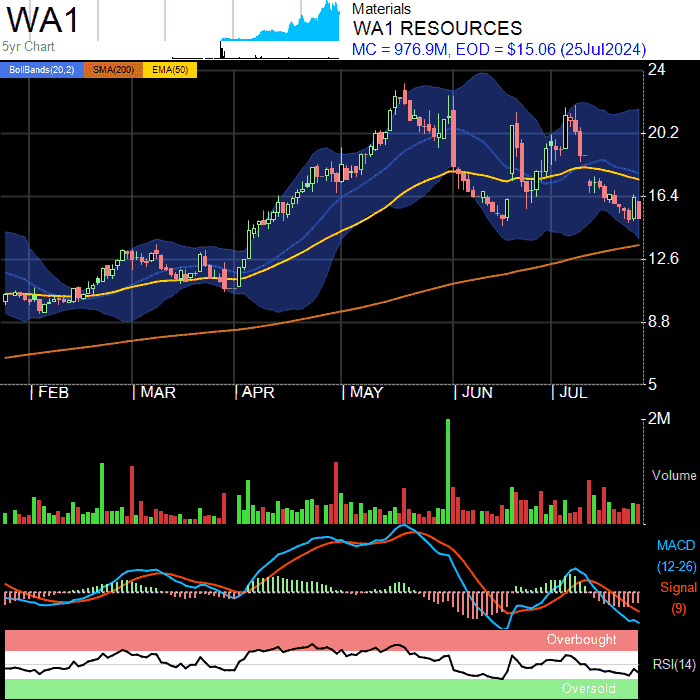 WA1
5yr Chart
Materials
WA1 RESOURCES
MC = 976.9M, EOD = $15.06 (25Jul2024)
BollBands(20,2) SMA(200) EMA(50)
24
20.2
16.4
12.6
8.8
5
FEB MAR APR MAY JUN JUL
2M
Volume
MACD
(12-26)
Signal
(9)
Overbought
RSI(14)
Oversold